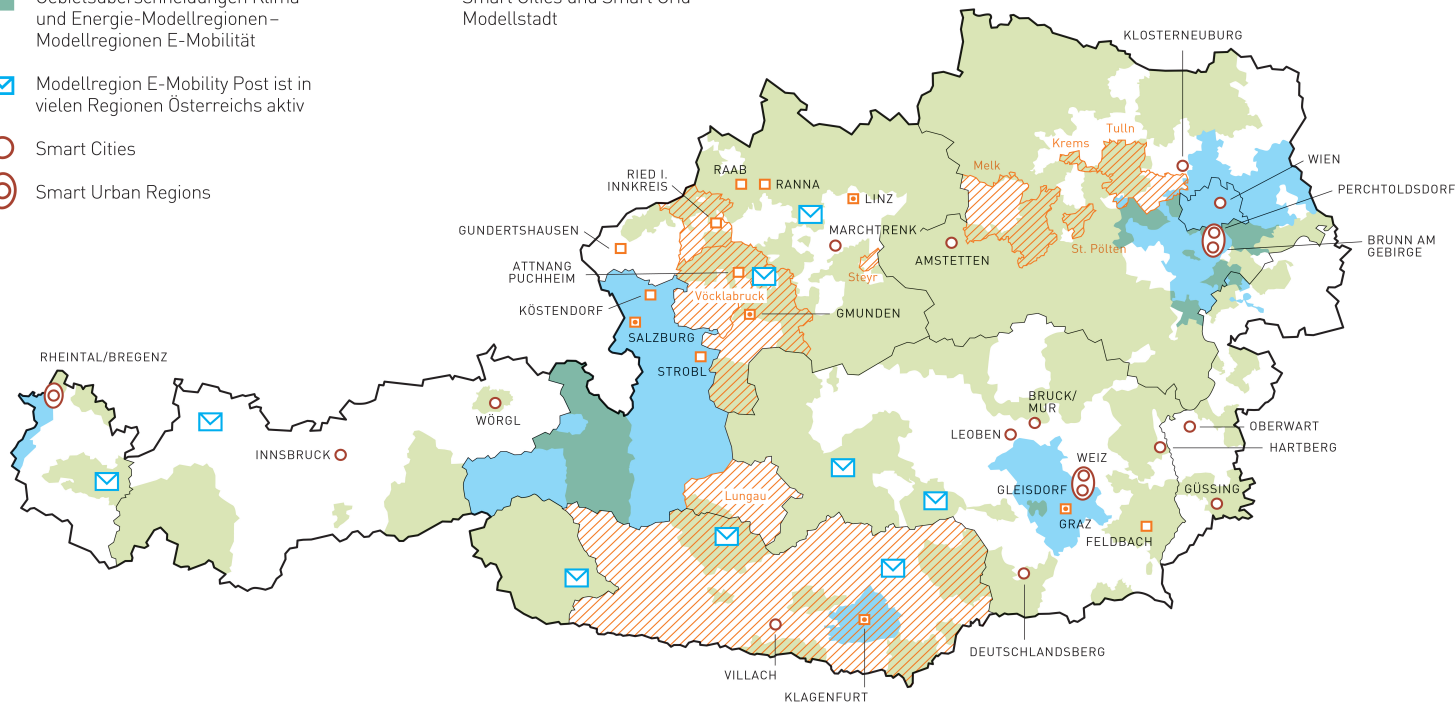 Gebietsüberschneidungen Klima-
und Energie-Modellregionen –
Modellregionen E-Mobilität
Modellregion E-Mobility Post ist in
vielen Regionen Österreichs aktiv
Smart Cities
Smart Urban Regions
Smart Cities und Smart Grid
Modellstadt
KLOSTERNEUBURG
Tulln
Krems
WIEN
Melk
RAAB
RIED I.
INNKREIS
RANNA
PERCHTOLDSDORF
LINZ
GUNDERTSHAUSEN
MARCHTRENK
BRUNN AM
GEBIRGE
St. Pölten
AMSTETTEN
ATTNANG
PUCHHEIM
Steyr
Vöcklabruck
KÖSTENDORF
GMUNDEN
SALZBURG
RHEINTAL/BREGENZ
STROBL
BRUCK/
MUR
WÖRGL
OBERWART
LEOBEN
HARTBERG
INNSBRUCK
WEIZ
GLEISDORF
GÜSSING
Lungau
GRAZ
FELDBACH
DEUTSCHLANDSBERG
VILLACH
KLAGENFURT